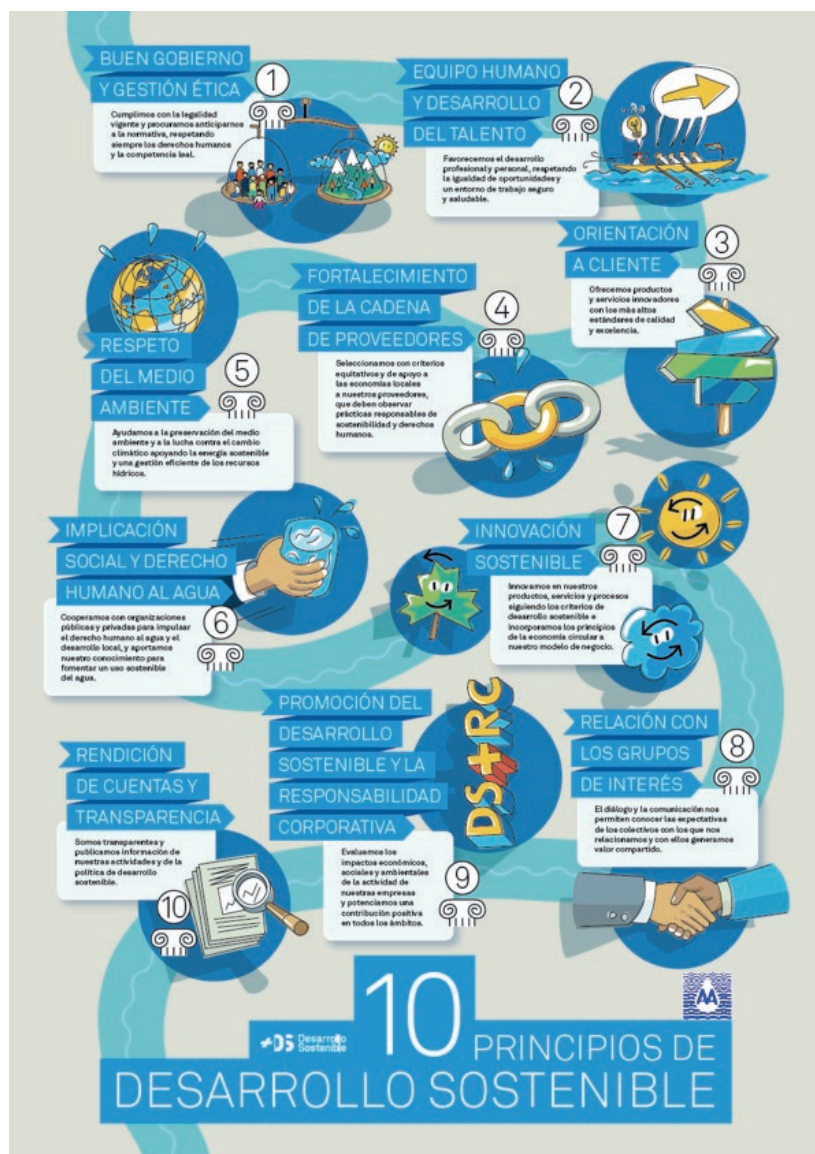 BUEN GOBIERNO
Y GESTIÓN ÉTICA
1
Cumplimos con la legalidad
vigente y procuramos anticiparnos
a la normativa, respetando
siempre los derechos humanos
y la competencia leal.
EQUIPO HUMANO
Y DESARROLLO
DEL TALENTO
2
Favorecemos el desarrollo
profesional y personal, respetando
la igualdad de oportunidades y
un entorno de trabajo seguro
y saludable.
ORIENTACIÓN
A CLIENTE
3
Ofrecemos productos
y servicios innovadores
con los más altos
estándares de calidad
y excelencia.
FORTALECIMIENTO
DE LA CADENA
DE PROVEEDORES
4
Seleccionamos con criterios
equitativos y de apoyo a
las economías locales
a nuestros proveedores,
que deben observar
prácticas responsables de
sostenibilidad y derechos
humanos.
RESPETO
DEL MEDIO
AMBIENTE
5
Ayudamos a la preservación del medio
ambiente y a la lucha contra el cambio
climático apoyando la energía sostenible
y una gestión eficiente de los recursos
hídricos.
IMPLICACIÓN
SOCIAL Y DERECHO
HUMANO AL AGUA
6
Cooperamos con organizaciones
públicas y privadas para impulsar
el derecho humano al agua y el
desarrollo local, y aportamos
nuestro conocimiento para
fomentar un uso sostenible
del agua.
INNOVACIÓN
SOSTENIBLE
7
Innovamos en nuestros
productos, servicios y procesos
siguiendo los criterios de
desarrollo sostenible e
incorporamos los principios
de la economía circular a
nuestro modelo de negocio.
RELACIÓN CON
LOS GRUPOS
DE INTERÉS
8
El diálogo y la comunicación nos
permiten conocer las expectativas
de los colectivos con los que nos
relacionamos y con ellos generamos
valor compartido.
PROMOCIÓN DEL
DESARROLLO
SOSTENIBLE Y LA
RESPONSABILIDAD
CORPORATIVA
DS+RC
9
Evaluamos los
impactos económicos,
sociales y ambientales
de la actividad de
nuestras empresas
y potenciamos una
contribución positiva
en todos los ámbitos.
RENDICIÓN
DE CUENTAS Y
TRANSPARENCIA
Somos transparentes y
publicamos información de
nuestras actividades y de la
política de desarrollo
sostenible.
10
AA
+DS Desarrollo
Sostenible
10 PRINCIPIOS DE
DESARROLLO SOSTENIBLE